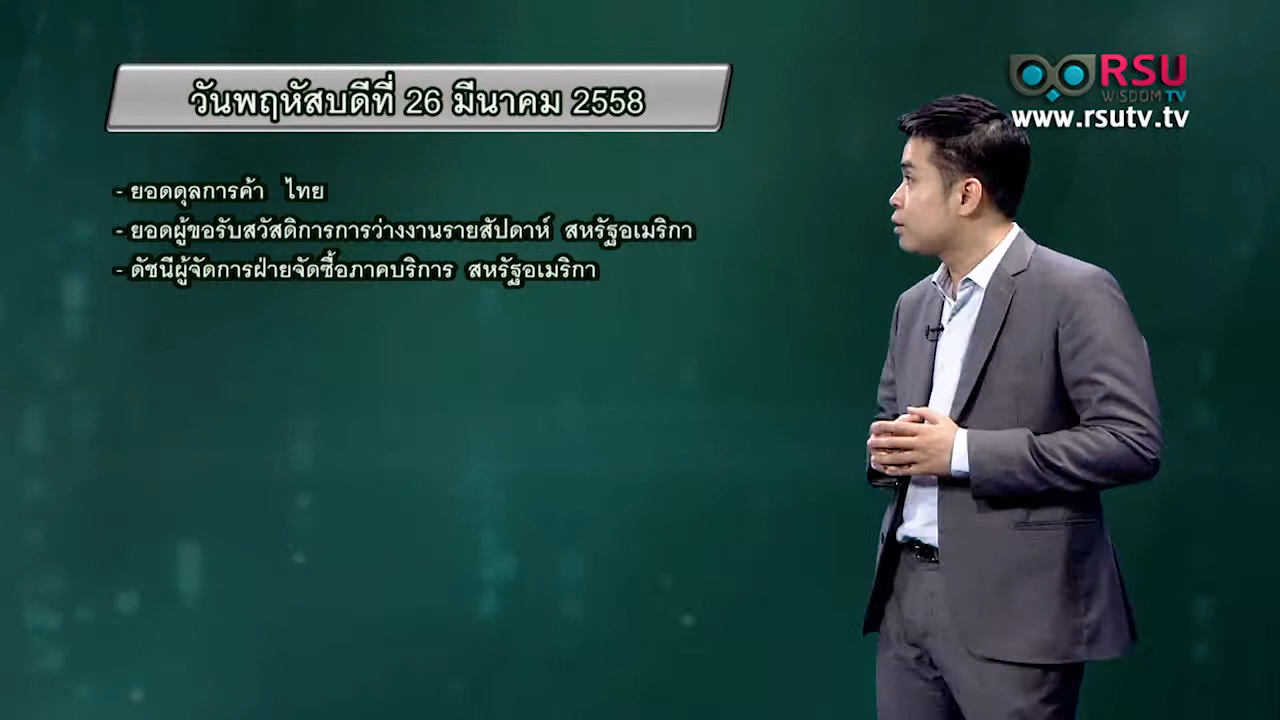 วันพฤหัสบดีที่ 26 มีนาคม 2558
RSU
WISDOM TV
www.rsutv.tv
- ยอดดุลการค้า ไทย
- ยอดผู้ขอรับสวัสดิการการว่างงานรายสัปดาห์ สหรัฐอเมริกา
- ดัชนีผู้จัดการฝ่ายจัดซื้อภาคบริการ สหรัฐอเมริกา